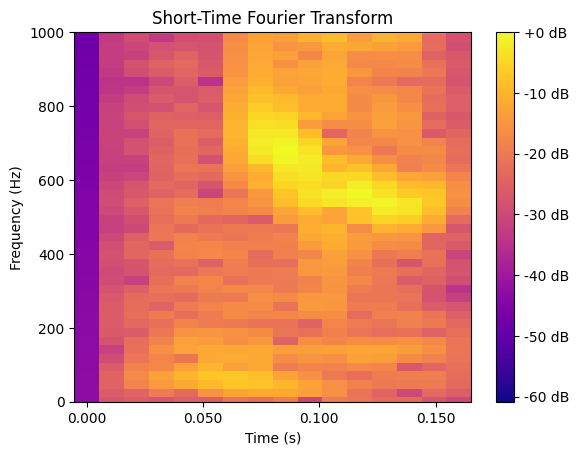 Short-Time Fourier Transform
Frequency (Hz)
1000
800
600
400
200
0
0.000
0.050
0.100
0.150
Time (s)
+0 dB
-10 dB
-20 dB
-30 dB
-40 dB
-50 dB
-60 dB